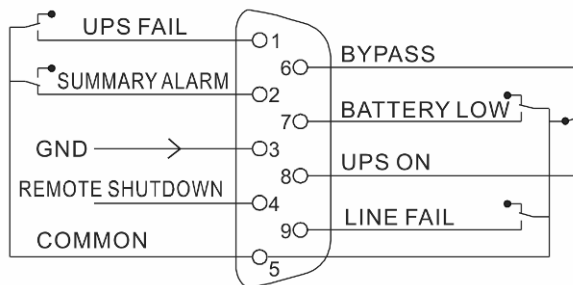 UPS FAIL 1
6 BYPASS
SUMMARY ALARM 2
7 BATTERY LOW
GND 3
8 UPS ON
REMOTE SHUTDOWN 4
9 LINE FAIL
COMMON 5